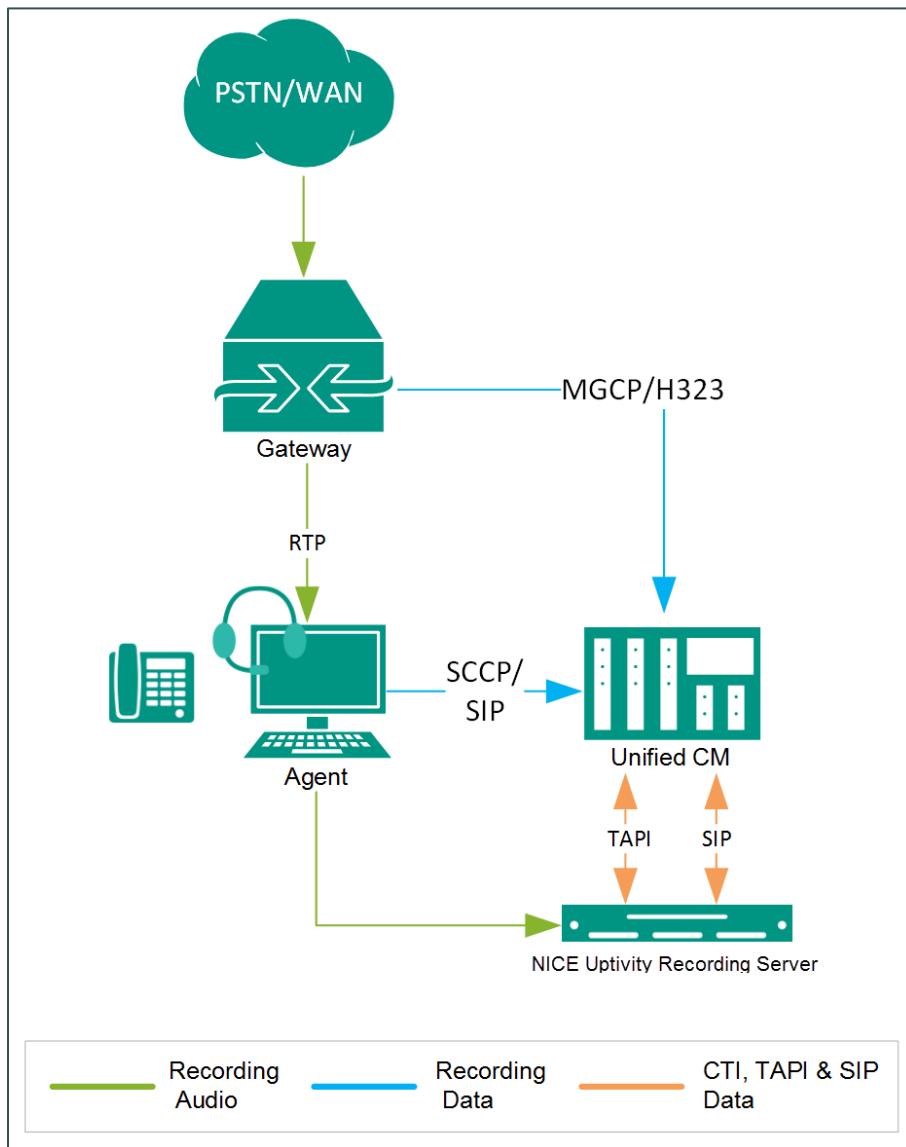 PSTN/WAN
MGCP/H323
Gateway
RTP
SCCP/
SIP
Unified CM
Agent
TAPI
SIP
NICE Uptivity Recording Server
Recording
Audio
Recording
Data
CTI, TAPI & SIP
Data